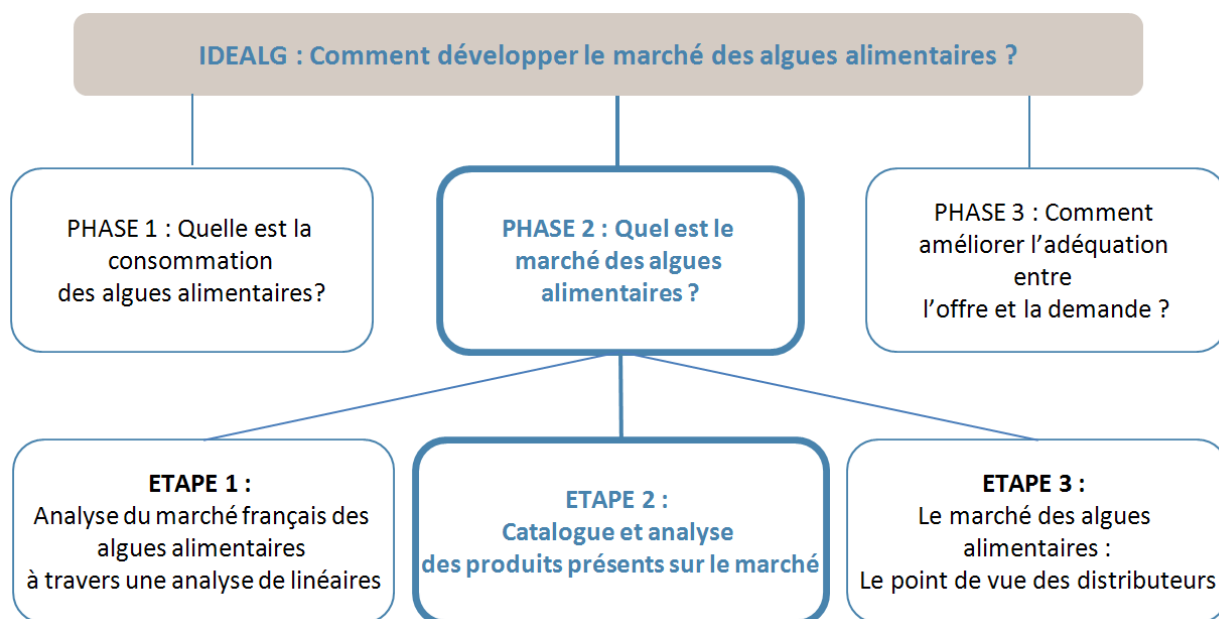 IDEALG : Comment développer le marché des algues alimentaires ?
PHASE 1 : Quelle est la
consommation
des algues alimentaires?
PHASE 2 : Quel est le
marché des algues
alimentaires ?
PHASE 3 : Comment
améliorer l’adéquation
entre
l’offre et la demande ?
ETAPE 1 :
Analyse du marché français des
algues alimentaires
à travers une analyse de linéaires
ETAPE 2 :
Catalogue et analyse
des produits présents sur le marché
ETAPE 3 :
Le marché des algues
alimentaires :
Le point de vue des distributeurs